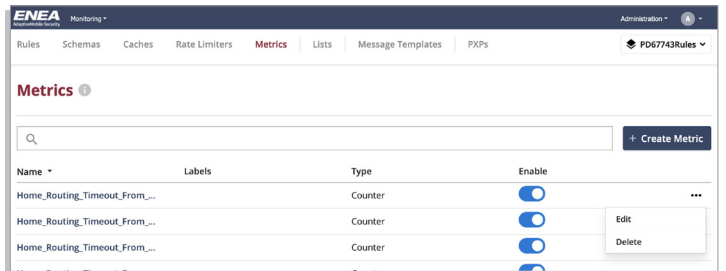 ENEA
AdaptiveMobile Security
Monitoring
Administration
A
Rules Schemas Caches Rate Limiters Metrics Lists Message Templates PXPs PD67743Rules
Metrics
+ Create Metric
Name Labels Type Enable
Home_Routing_Timeout_From_... Counter
Edit
Home_Routing_Timeout_From_... Counter
Delete
Home_Routing_Timeout_From_... Counter